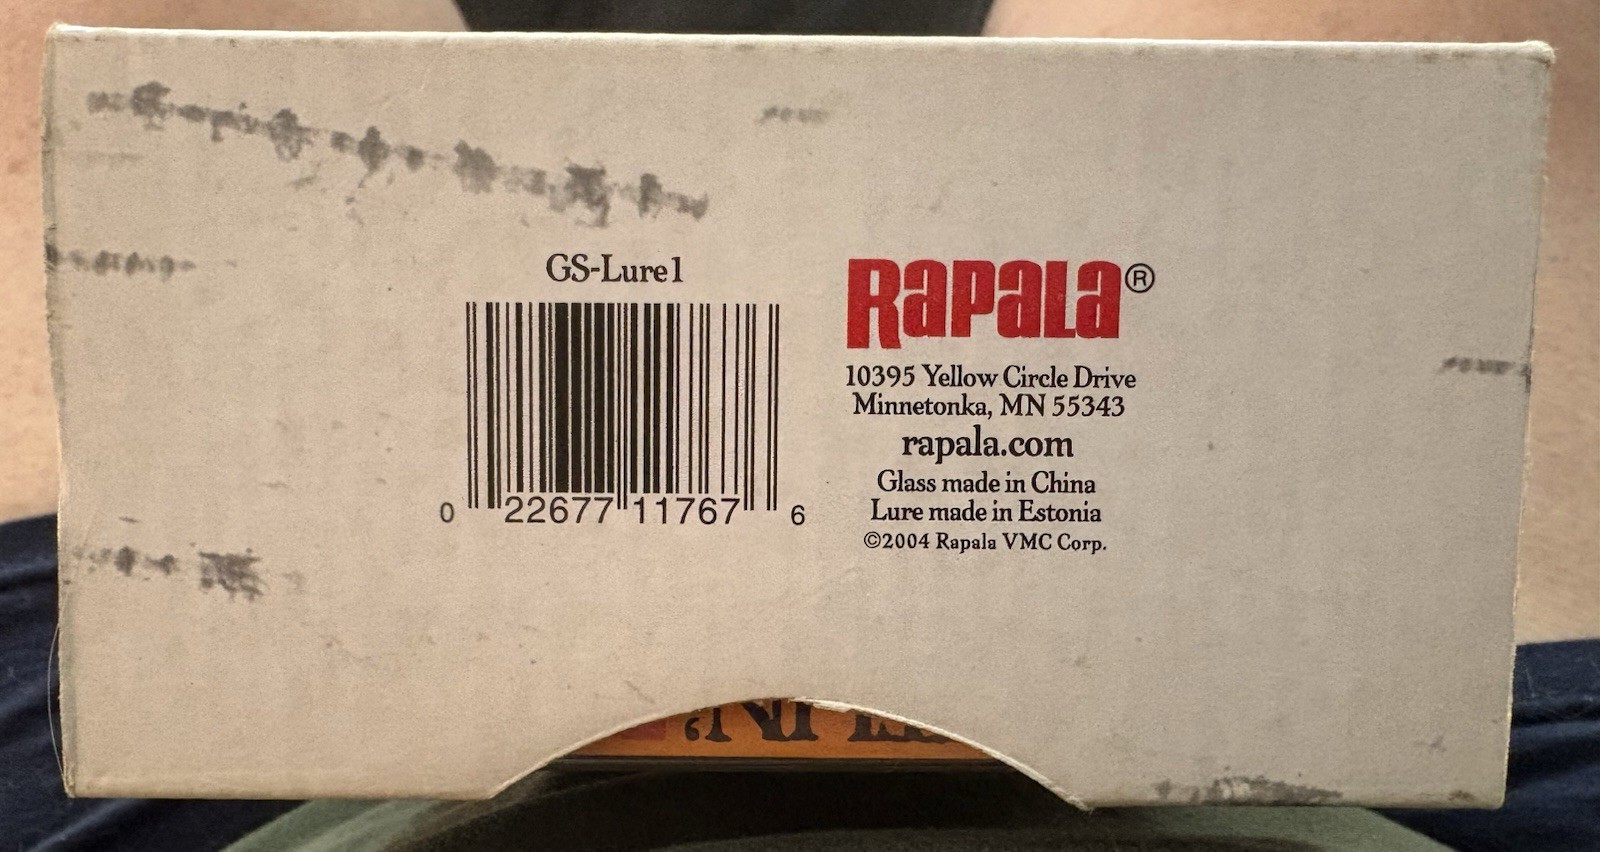 GS-Lure1
0 22677 11767 6
Rapala®
10395 Yellow Circle Drive
Minnetonka, MN 55343
rapala.com
Glass made in China
Lure made in Estonia
©2004 Rapala VMC Corp.